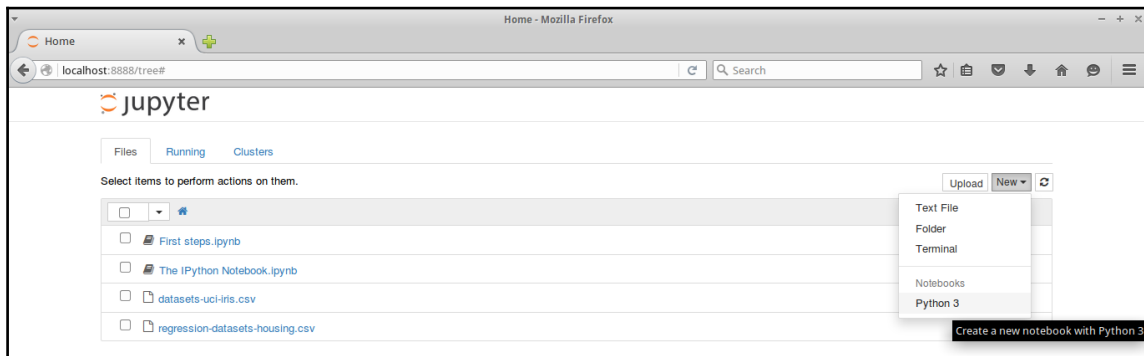 Home - Mozilla Firefox
Home
localhost:8888/tree#
Search
jupyter
Files Running Clusters
Select items to perform actions on them.
Upload New
Text File
Folder
Terminal
Notebooks
Python 3
Create a new notebook with Python 3
First steps.ipynb
The IPython Notebook.ipynb
datasets-uci-iris.csv
regression-datasets-housing.csv